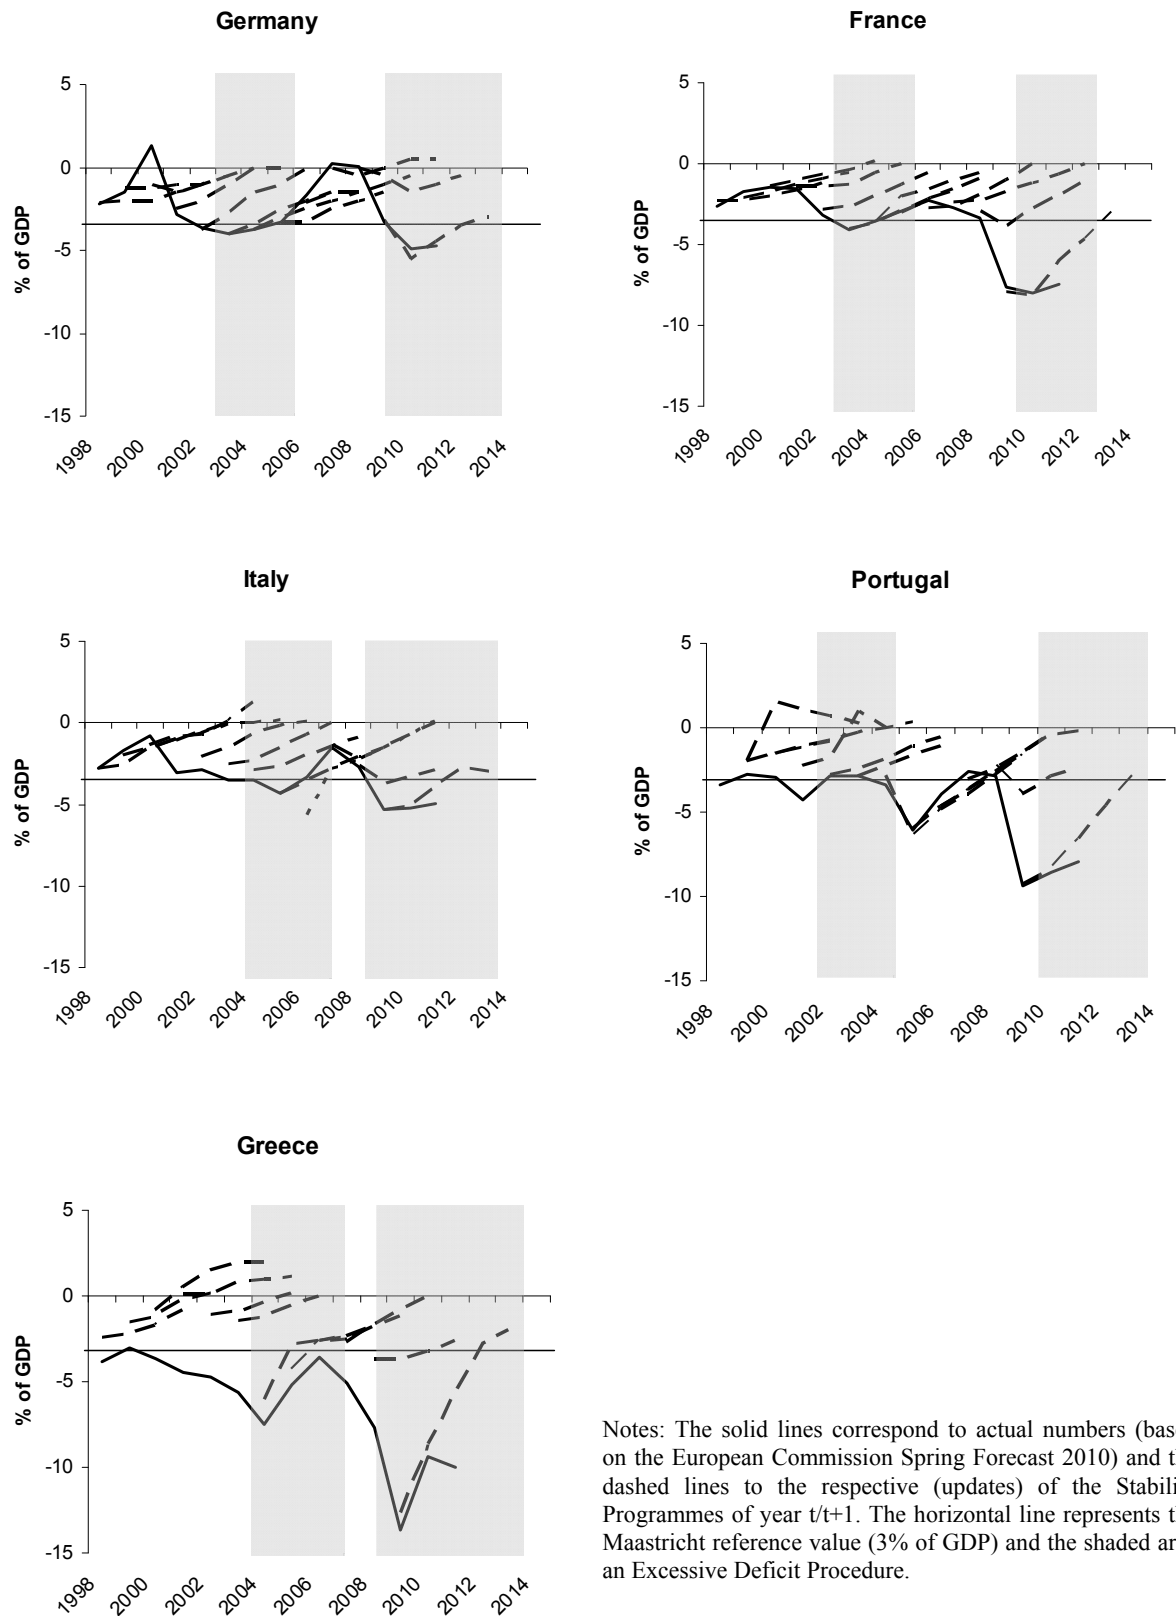 Germany
% of GDP
5
0
-5
-10
-15
1998 2000 2002 2004 2006 2008 2010 2012 2014
France
% of GDP
5
0
-5
-10
-15
1998 2000 2002 2004 2006 2008 2010 2012 2014
Italy
% of GDP
5
0
-5
-10
-15
1998 2000 2002 2004 2006 2008 2010 2012 2014
Portugal
% of GDP
5
0
-5
-10
-15
1998 2000 2002 2004 2006 2008 2010 2012 2014
Greece
% of GDP
5
0
-5
-10
-15
1998 2000 2002 2004 2006 2008 2010 2012 2014
Notes: The solid lines correspond to actual numbers (base
on the European Commission Spring Forecast 2010) and t
dashed lines to the respective (updates) of the Stabili
Programmes of year t/t+1. The horizontal line represents t
Maastricht reference value (3% of GDP) and the shaded are
an Excessive Deficit Procedure.